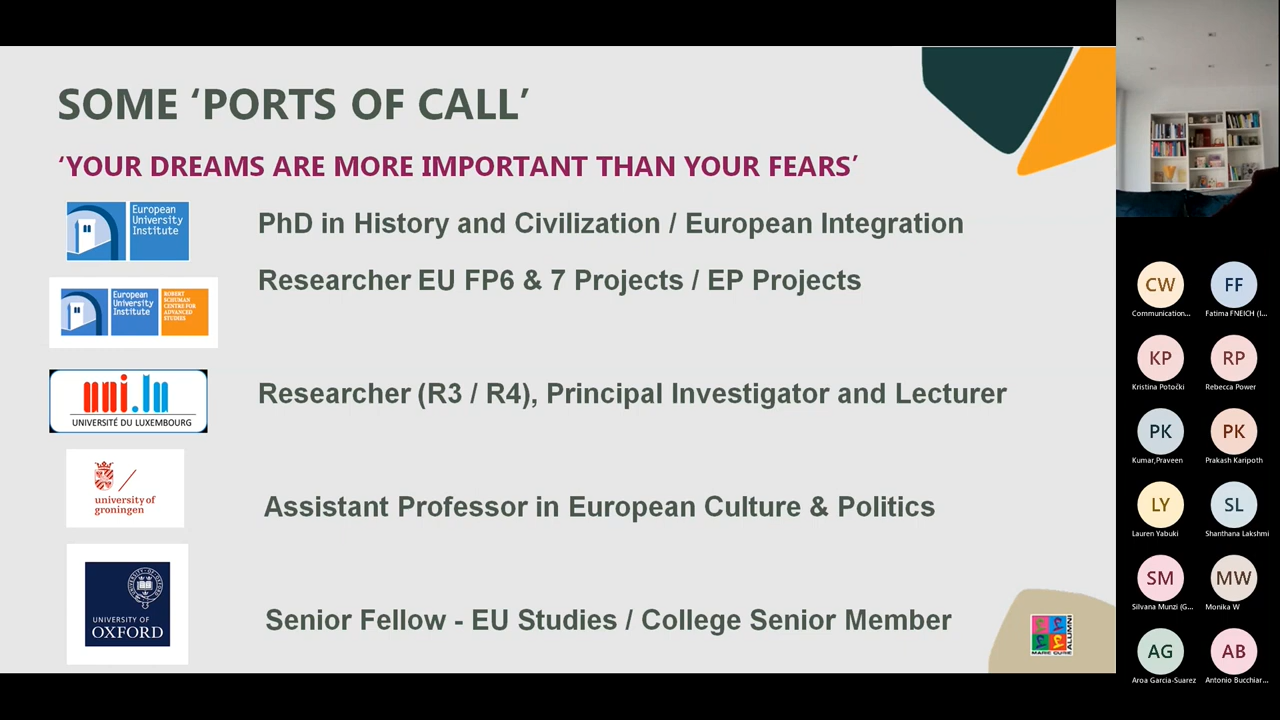 SOME ‘PORTS OF CALL’
‘YOUR DREAMS ARE MORE IMPORTANT THAN YOUR FEARS’
European
University
Institute
PhD in History and Civilization / European Integration
European
University
Institute
ROBERT
SCHUMAN
CENTRE FOR
ADVANCED
STUDIES
Researcher EU FP6 & 7 Projects / EP Projects
uni.lu
UNIVERSITÉ DU LUXEMBOURG
Researcher (R3 / R4), Principal Investigator and Lecturer
university of
groningen
Assistant Professor in European Culture & Politics
UNIVERSITY OF
OXFORD
Senior Fellow - EU Studies / College Senior Member
MARIE CURIE
ALUMNI
CW
Communication...
FF
Fatima FNEICH (I...
KP
Kristina Potočki
RP
Rebecca Power
PK
Kumar,Praveen
PK
Prakash Karipoth
LY
Lauren Yabuki
SL
Shanthana Lakshmi
SM
Silvana Munzi (G...
MW
Monika W
AG
Aroa Garcia-Suarez
AB
Antonio Bucchiar...